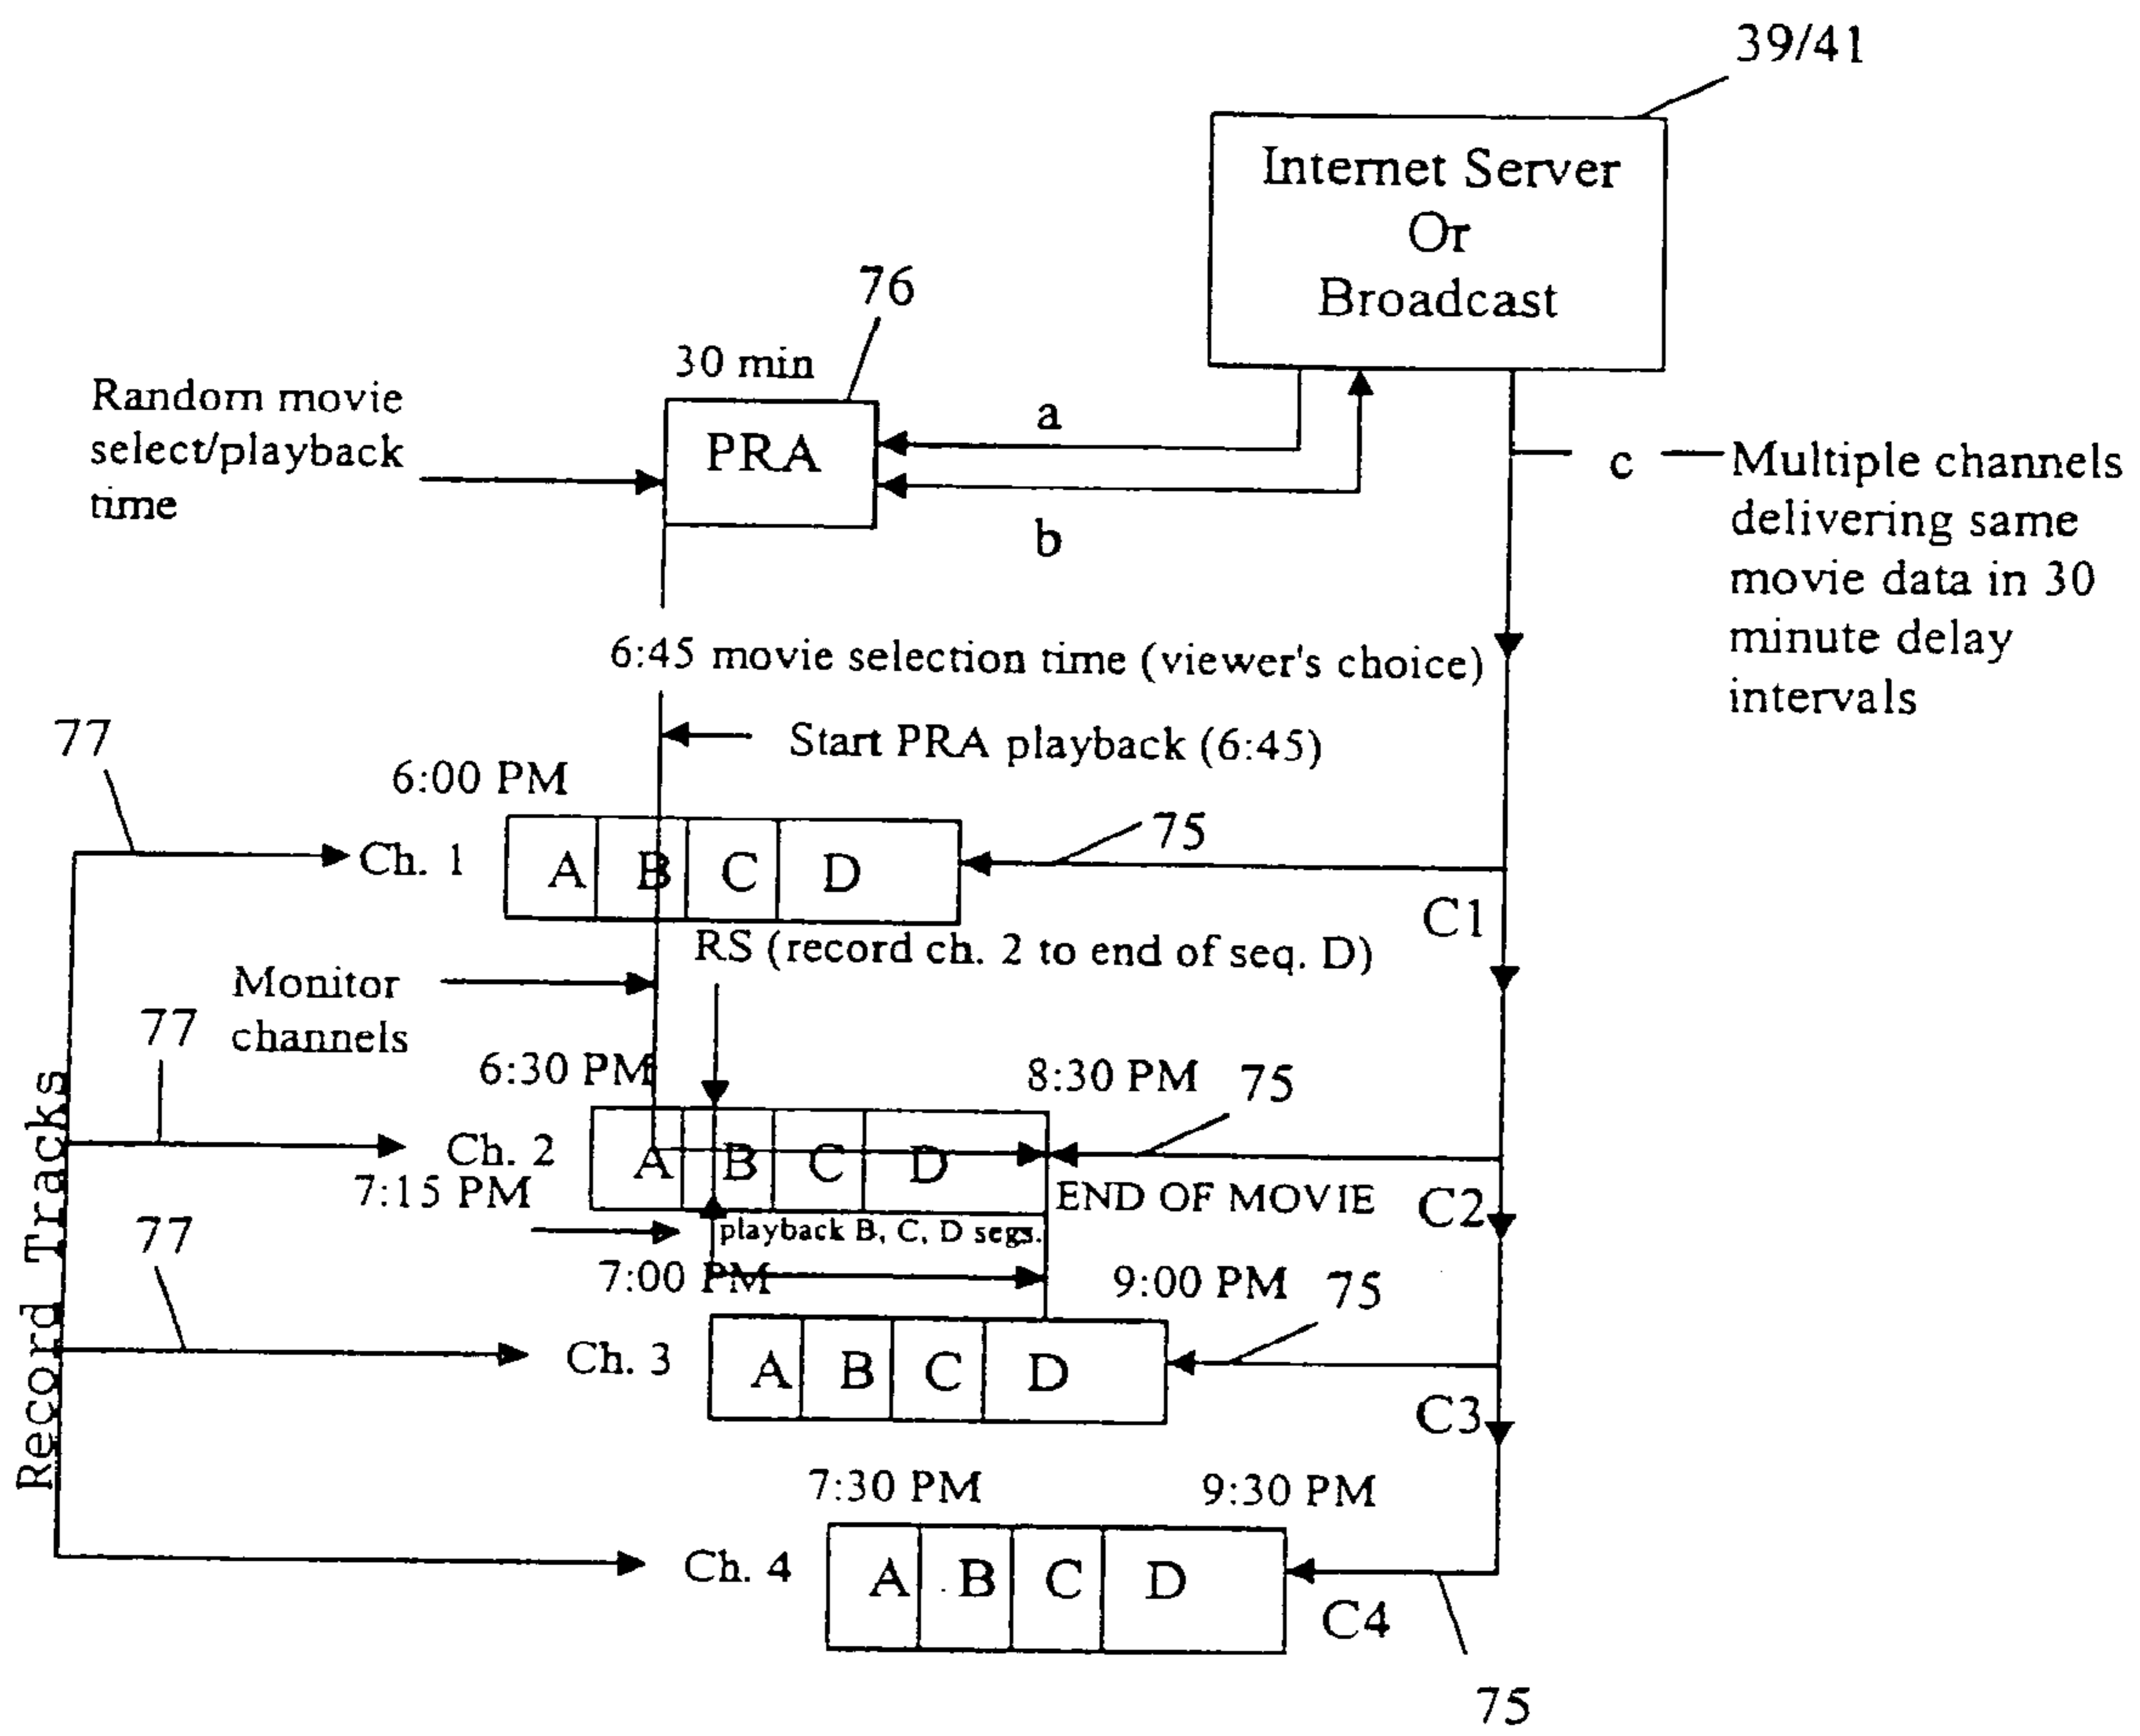 39/41
Internet Server
Or
Broadcast
76
30 min
Random movie
select/playback
time
PRA
a
b
c
Multiple channels
delivering same
movie data in 30
minute delay
intervals
6:45 movie selection time (viewer's choice)
Start PRA playback (6:45)
77
6:00 PM
75
Ch. 1
A B C D
C1
RS (record ch. 2 to end of seq. D)
Monitor
channels
77
6:30 PM
8:30 PM
75
Ch. 2
A B C D
7:15 PM
END OF MOVIE
C2
playback B, C, D segs.
77
7:00 PM
9:00 PM
75
Ch. 3
A B C D
C3
Record Tracks
7:30 PM
9:30 PM
Ch. 4
A B C D
C4
75